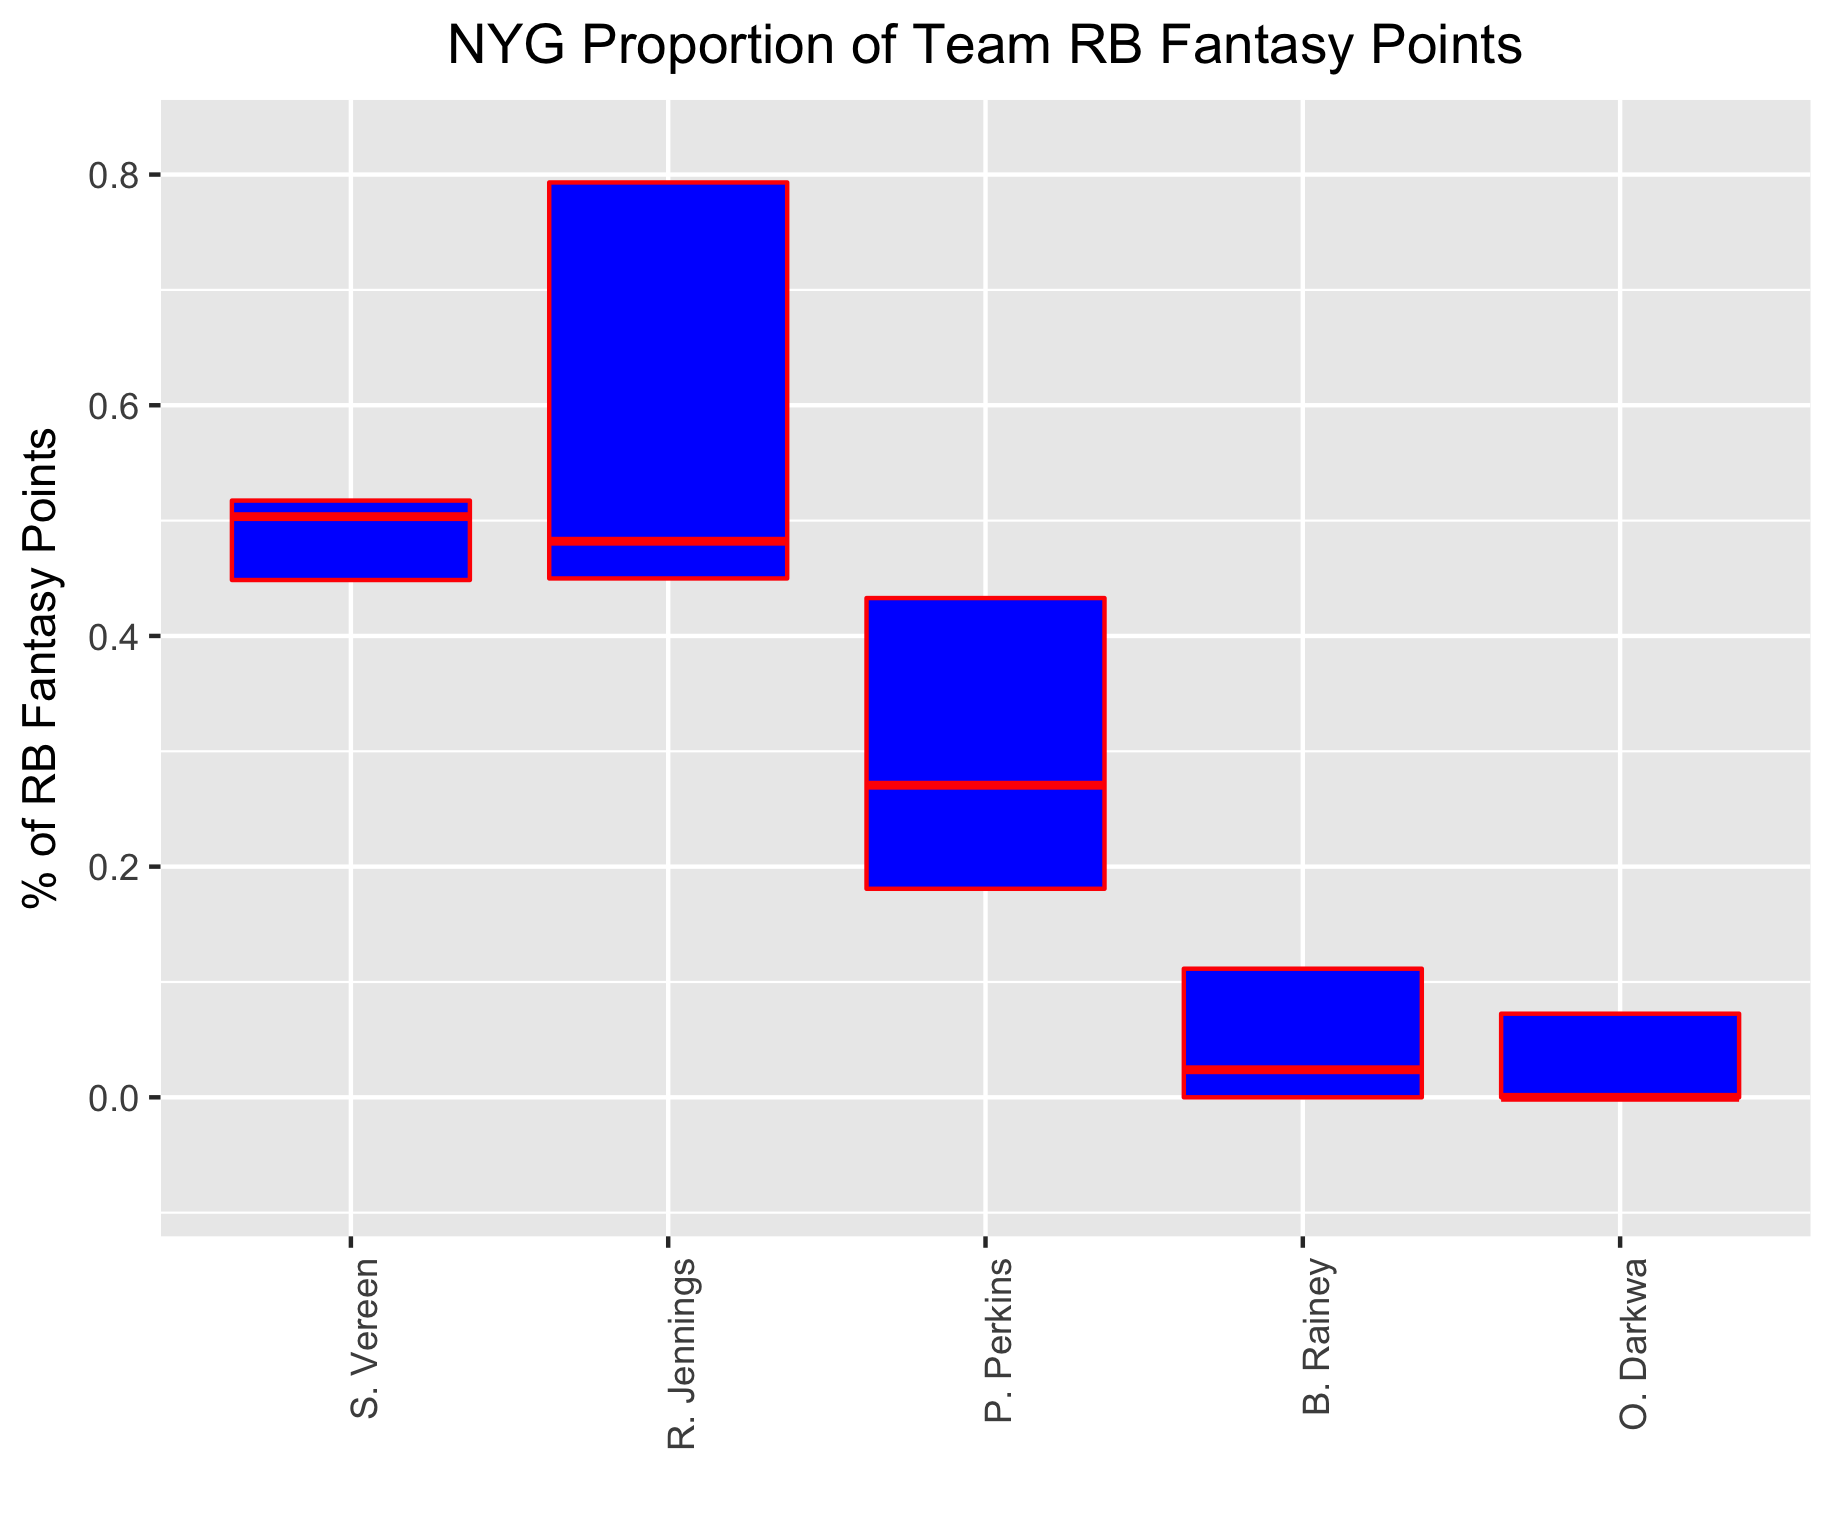 NYG Proportion of Team RB Fantasy Points
% of RB Fantasy Points
0.8
0.6
0.4
0.2
0.0
S. Vereen
R. Jennings
P. Perkins
B. Rainey
O. Darkwa